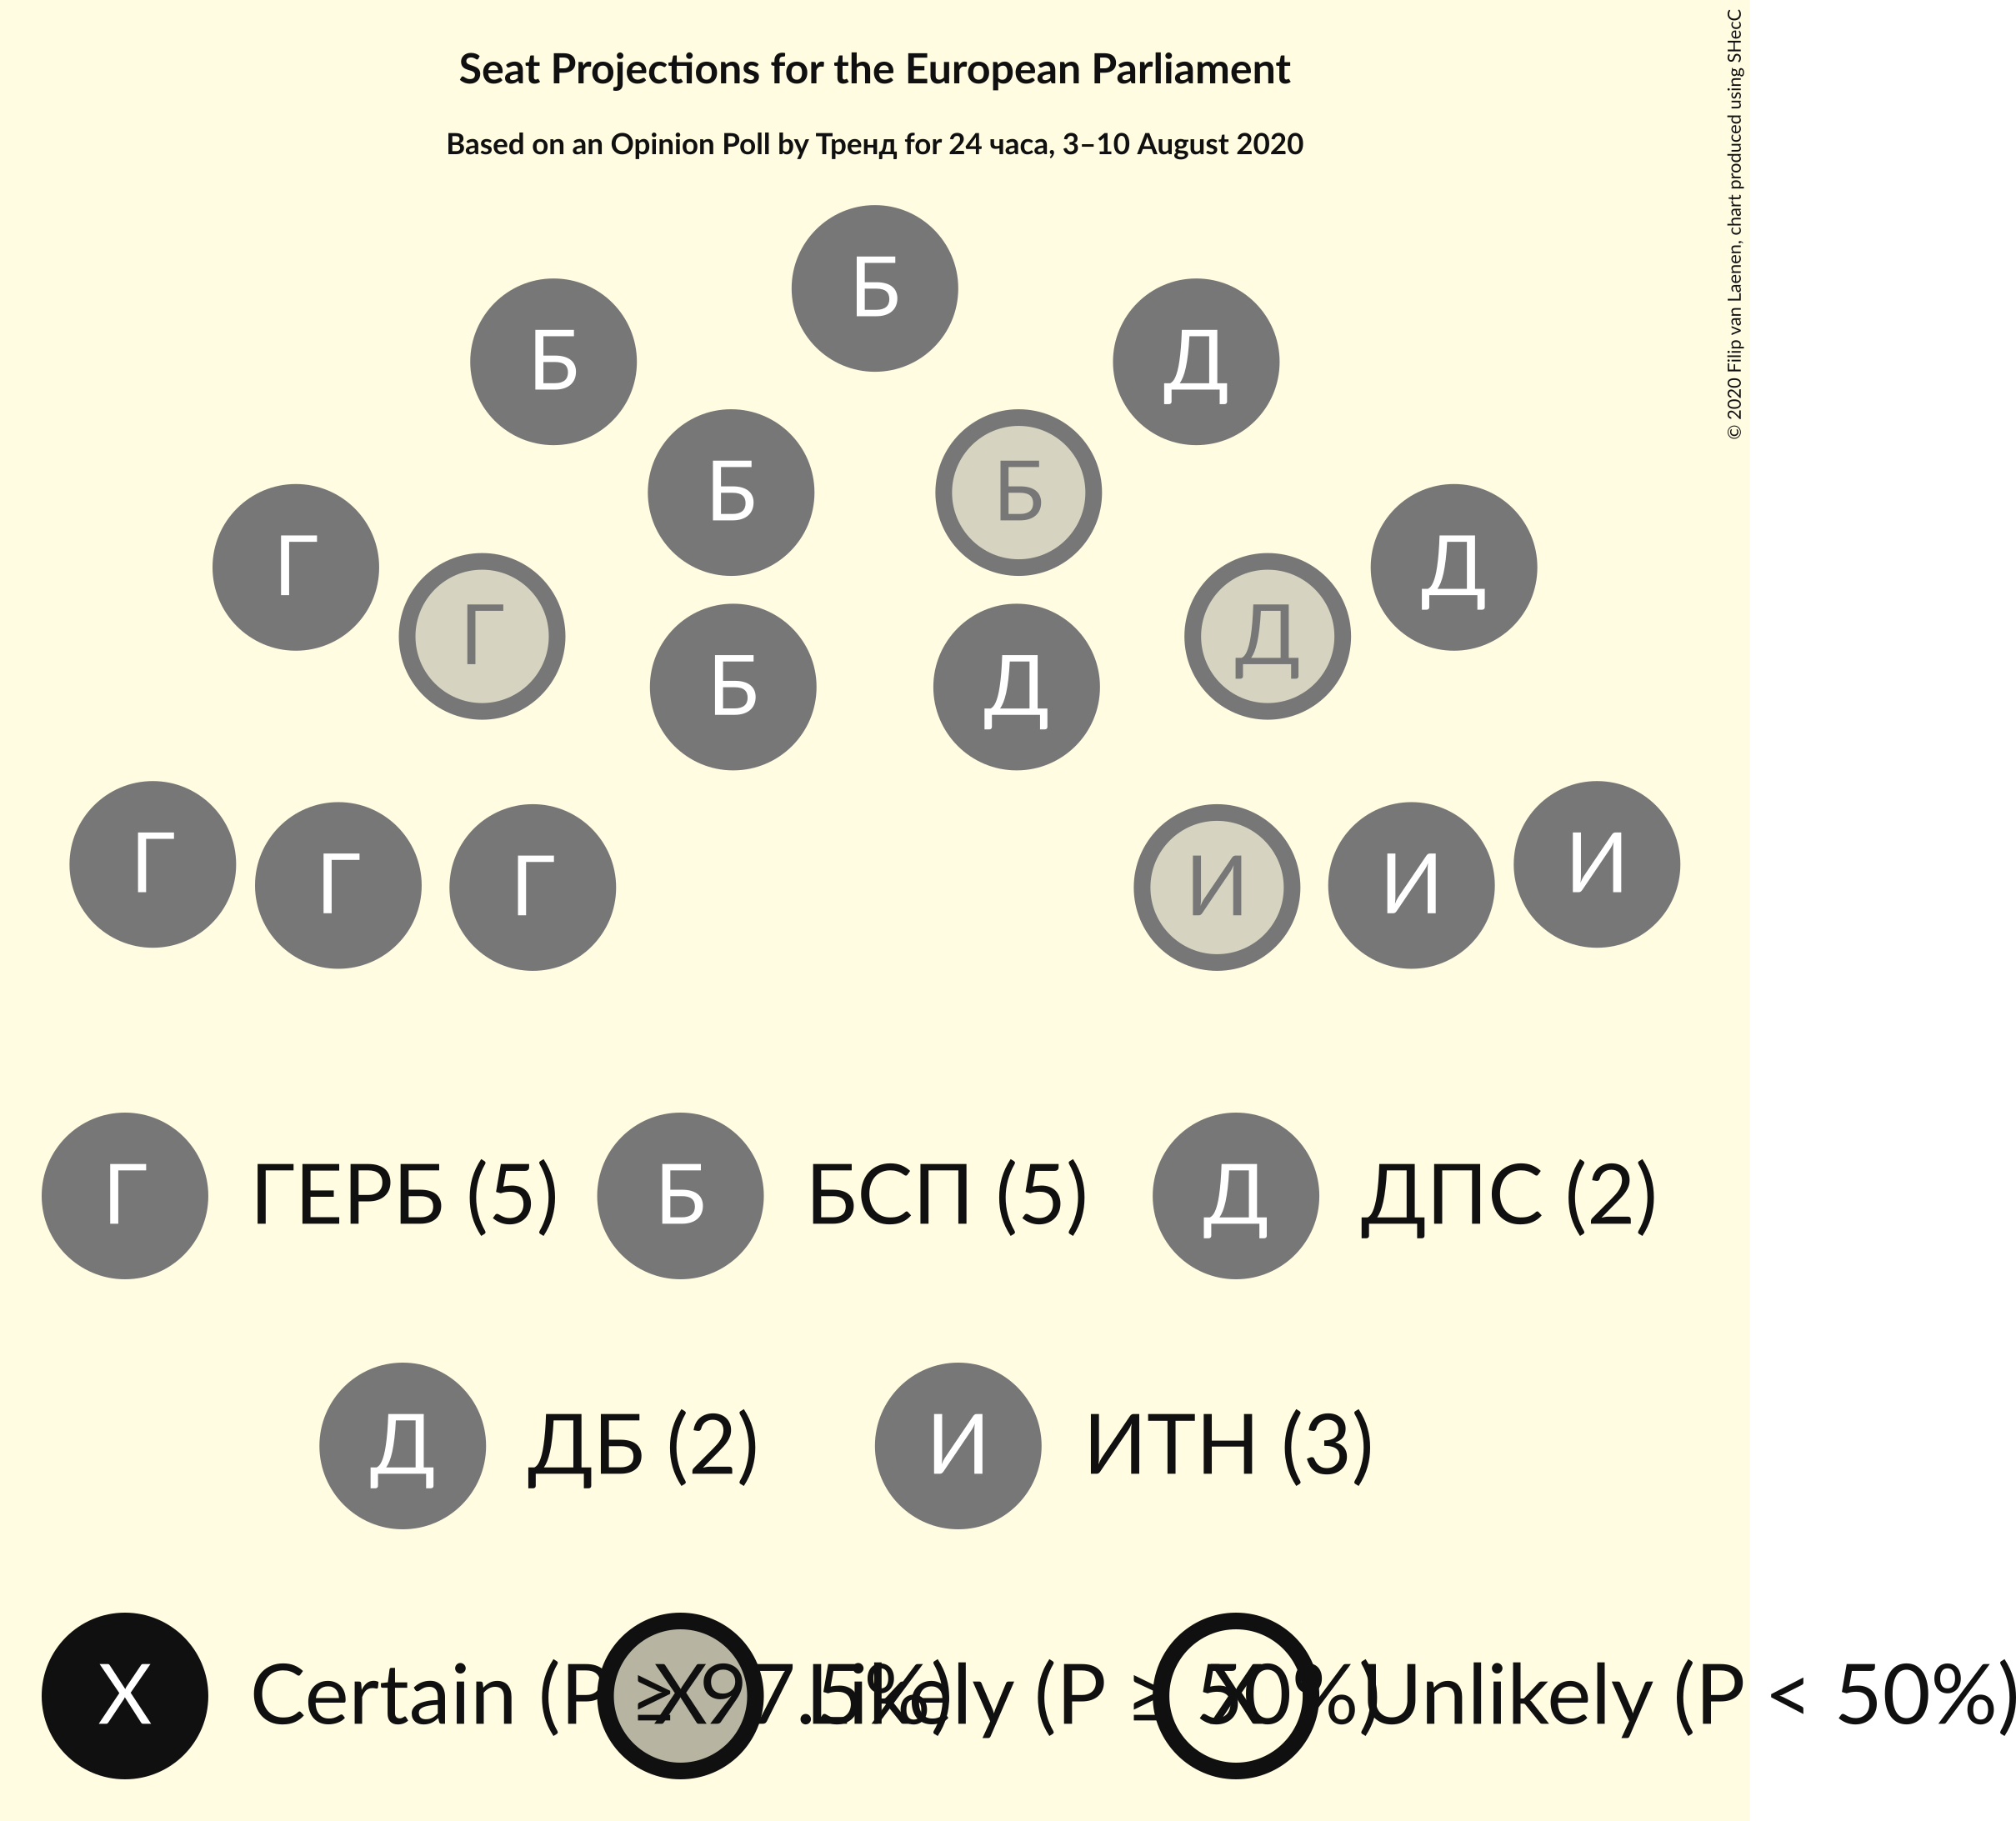 Seat Projections for the European Parliament
Based on an Opinion Poll by Тренд for 24 часа, 3–10 August 2020
© 2020 Filip van Laenen, chart produced using SHecC
Б
Б Д
Б Б
Г Д
Г Д
Б Д
Г И
Г Г И И
Г ГЕРБ (5) Б БСП (5) Д ДПС (2)
Д ДБ (2) И ИТН (3)
X Certain (P ≥ 97.5%) X Likely (P ≥ 50%) X Unlikely (P < 50%)